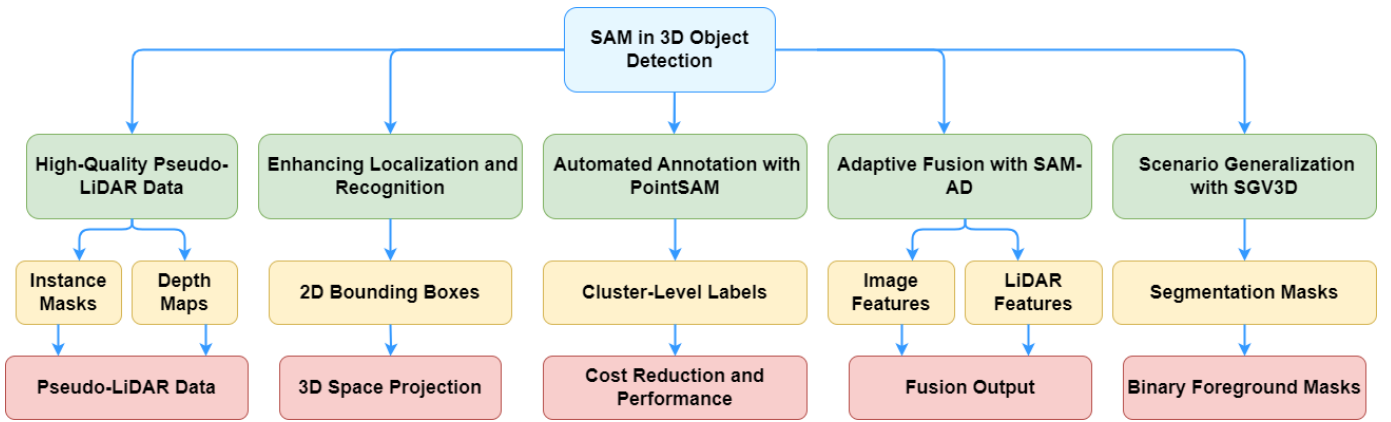 SAM in 3D Object
Detection
High-Quality Pseudo-
LiDAR Data
Enhancing Localization and
Recognition
Automated Annotation with
PointSAM
Adaptive Fusion with SAM-
AD
Scenario Generalization
with SGV3D
Instance
Masks
Depth
Maps
2D Bounding Boxes
Cluster-Level Labels
Image
Features
LiDAR
Features
Segmentation Masks
Pseudo-LiDAR Data
3D Space Projection
Cost Reduction and
Performance
Fusion Output
Binary Foreground Masks